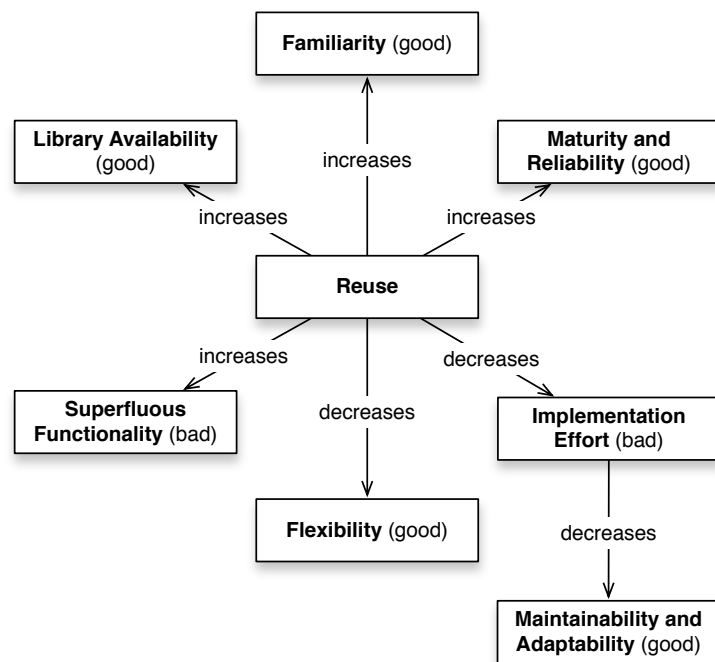 Familiarity (good)
Library Availability
(good)
Maturity and
Reliability (good)
increases
increases
increases
Reuse
increases
decreases
decreases
Superfluous
Functionality (bad)
Implementation
Effort (bad)
Flexibility (good)
decreases
Maintainability and
Adaptability (good)